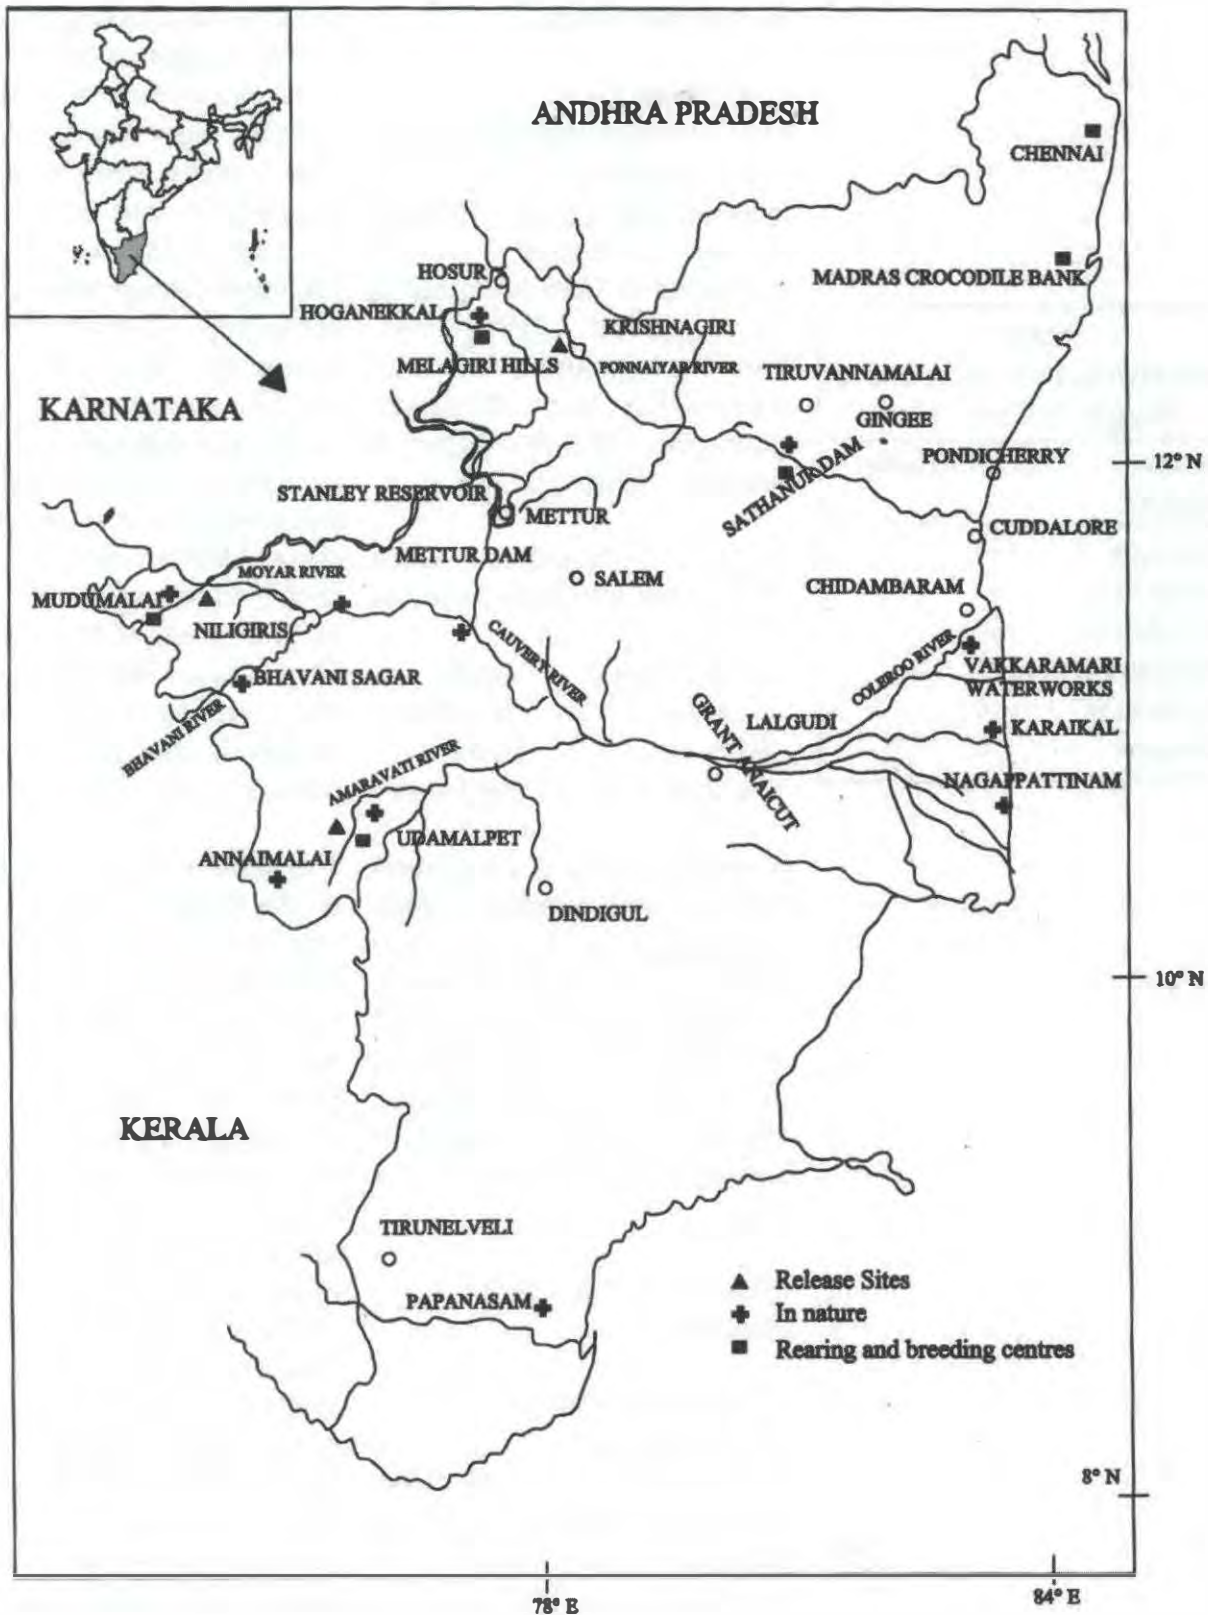 ANDHRA PRADESH
CHENNAI
MADRAS CROCODILE BANK
HOSUR
HOGANEKKAL
KRISHNAGIRI
MELAGIRI HILLS
PONNAIYAR RIVER
TIRUVANNAMALAI
GINGEE
KARNATAKA
PONDICHERRY
12° N
SATHANUR DAM
STANLEY RESERVOIR
METTUR
CUDDALORE
METTUR DAM
MOYAR RIVER
SALEM
CHIDAMBARAM
MUDUMALAI
NILIGIRIS
CAUVERY RIVER
COLEROO RIVER
VAKKARAMARI
WATERWORKS
BHAVANI SAGAR
BHAVANI RIVER
GRANT ANAICUT
LALGUDI
KARAIKAL
AMARAVATI RIVER
NAGAPPATTINAM
UDAMALPET
ANNAIMALAI
DINDIGUL
10° N
KERALA
TIRUNELVELI
PAPANASAM
Release Sites
In nature
Rearing and breeding centres
8° N
78° E
84° E